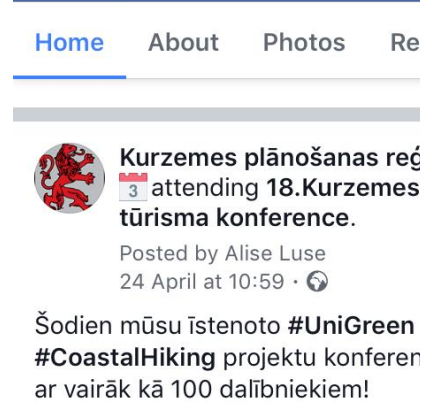 Home About Photos Re
Kurzemes plānošanas reģ
3 attending 18.Kurzemes
tūrisma konference.
Posted by Alise Luse
24 April at 10:59 ·
Šodien mūsu īstenoto #UniGreen
#CoastalHiking projektu konferen
ar vairāk kā 100 dalībniekiem!